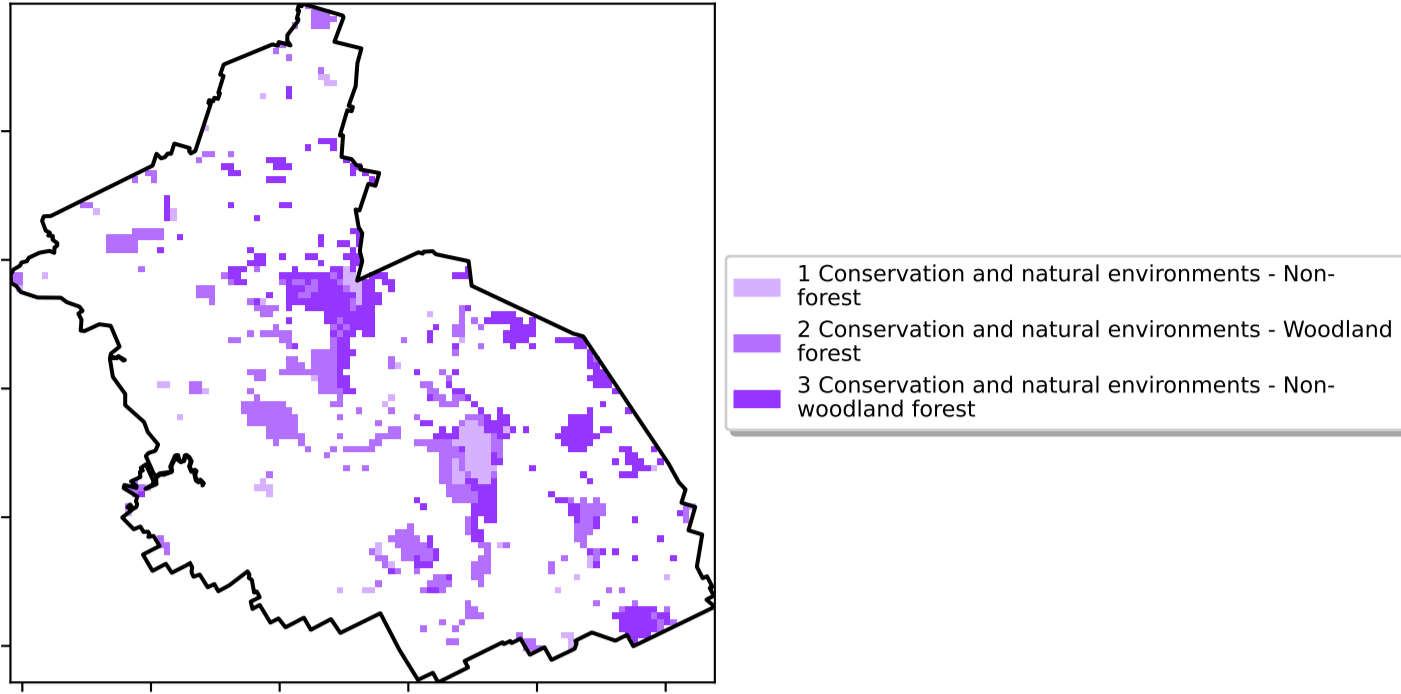 1 Conservation and natural environments - Non-
forest
2 Conservation and natural environments - Woodland
forest
3 Conservation and natural environments - Non-
woodland forest